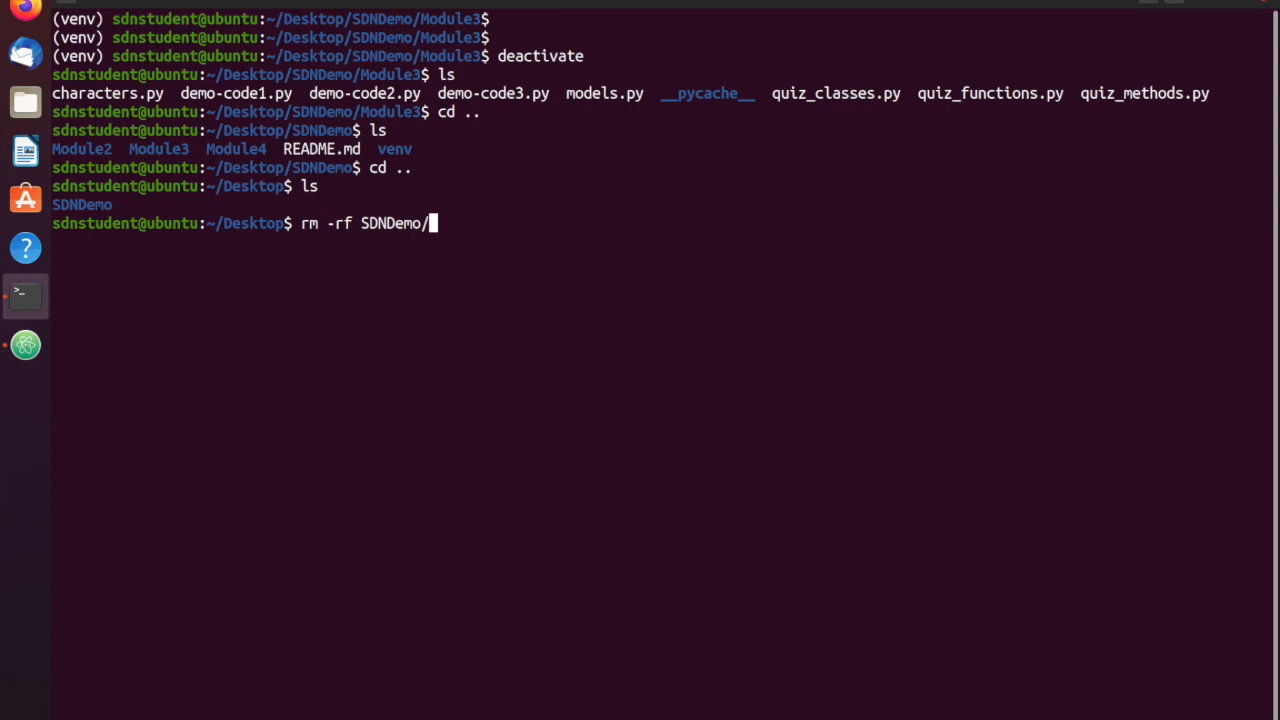 (venv) sdnstudent@ubuntu:~/Desktop/SDNDemo/Module3$
(venv) sdnstudent@ubuntu:~/Desktop/SDNDemo/Module3$
(venv) sdnstudent@ubuntu:~/Desktop/SDNDemo/Module3$ deactivate
sdnstudent@ubuntu:~/Desktop/SDNDemo/Module3$ ls
characters.py demo-code1.py demo-code2.py demo-code3.py models.py __pycache__ quiz_classes.py quiz_functions.py quiz_methods.py
sdnstudent@ubuntu:~/Desktop/SDNDemo/Module3$ cd ..
sdnstudent@ubuntu:~/Desktop/SDNDemo$ ls
Module2 Module3 Module4 README.md venv
sdnstudent@ubuntu:~/Desktop/SDNDemo$ cd ..
sdnstudent@ubuntu:~/Desktop$ ls
SDNDemo
sdnstudent@ubuntu:~/Desktop$ rm -rf SDNDemo/